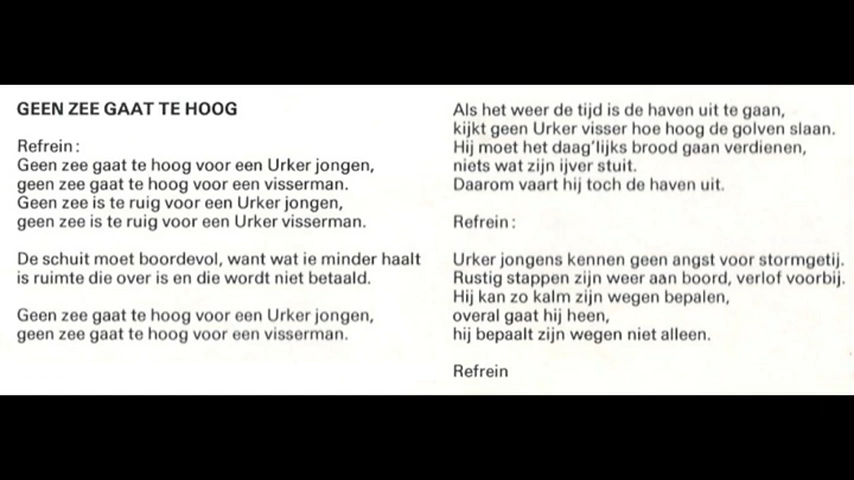 GEEN ZEE GAAT TE HOOG
Refrein:
Geen zee gaat te hoog voor een Urker jongen,
geen zee gaat te hoog voor een visserman.
Geen zee is te ruig voor een Urker jongen,
geen zee is te ruig voor een Urker visserman.
De schuit moet boordevol, want wat ie minder haalt
is ruimte die over is en die wordt niet betaald.
Geen zee gaat te hoog voor een Urker jongen,
geen zee gaat te hoog voor een visserman.
Als het weer de tijd is de haven uit te gaan,
kijkt geen Urker visser hoe hoog de golven slaan.
Hij moet het daag'lijks brood gaan verdienen,
niets wat zijn ijver stuit.
Daarom vaart hij toch de haven uit.
Refrein:
Urker jongens kennen geen angst voor stormgetij.
Rustig stappen zijn weer aan boord, verlof voorbij.
Hij kan zo kalm zijn wegen bepalen,
overal gaat hij heen,
hij bepaalt zijn wegen niet alleen.
Refrein